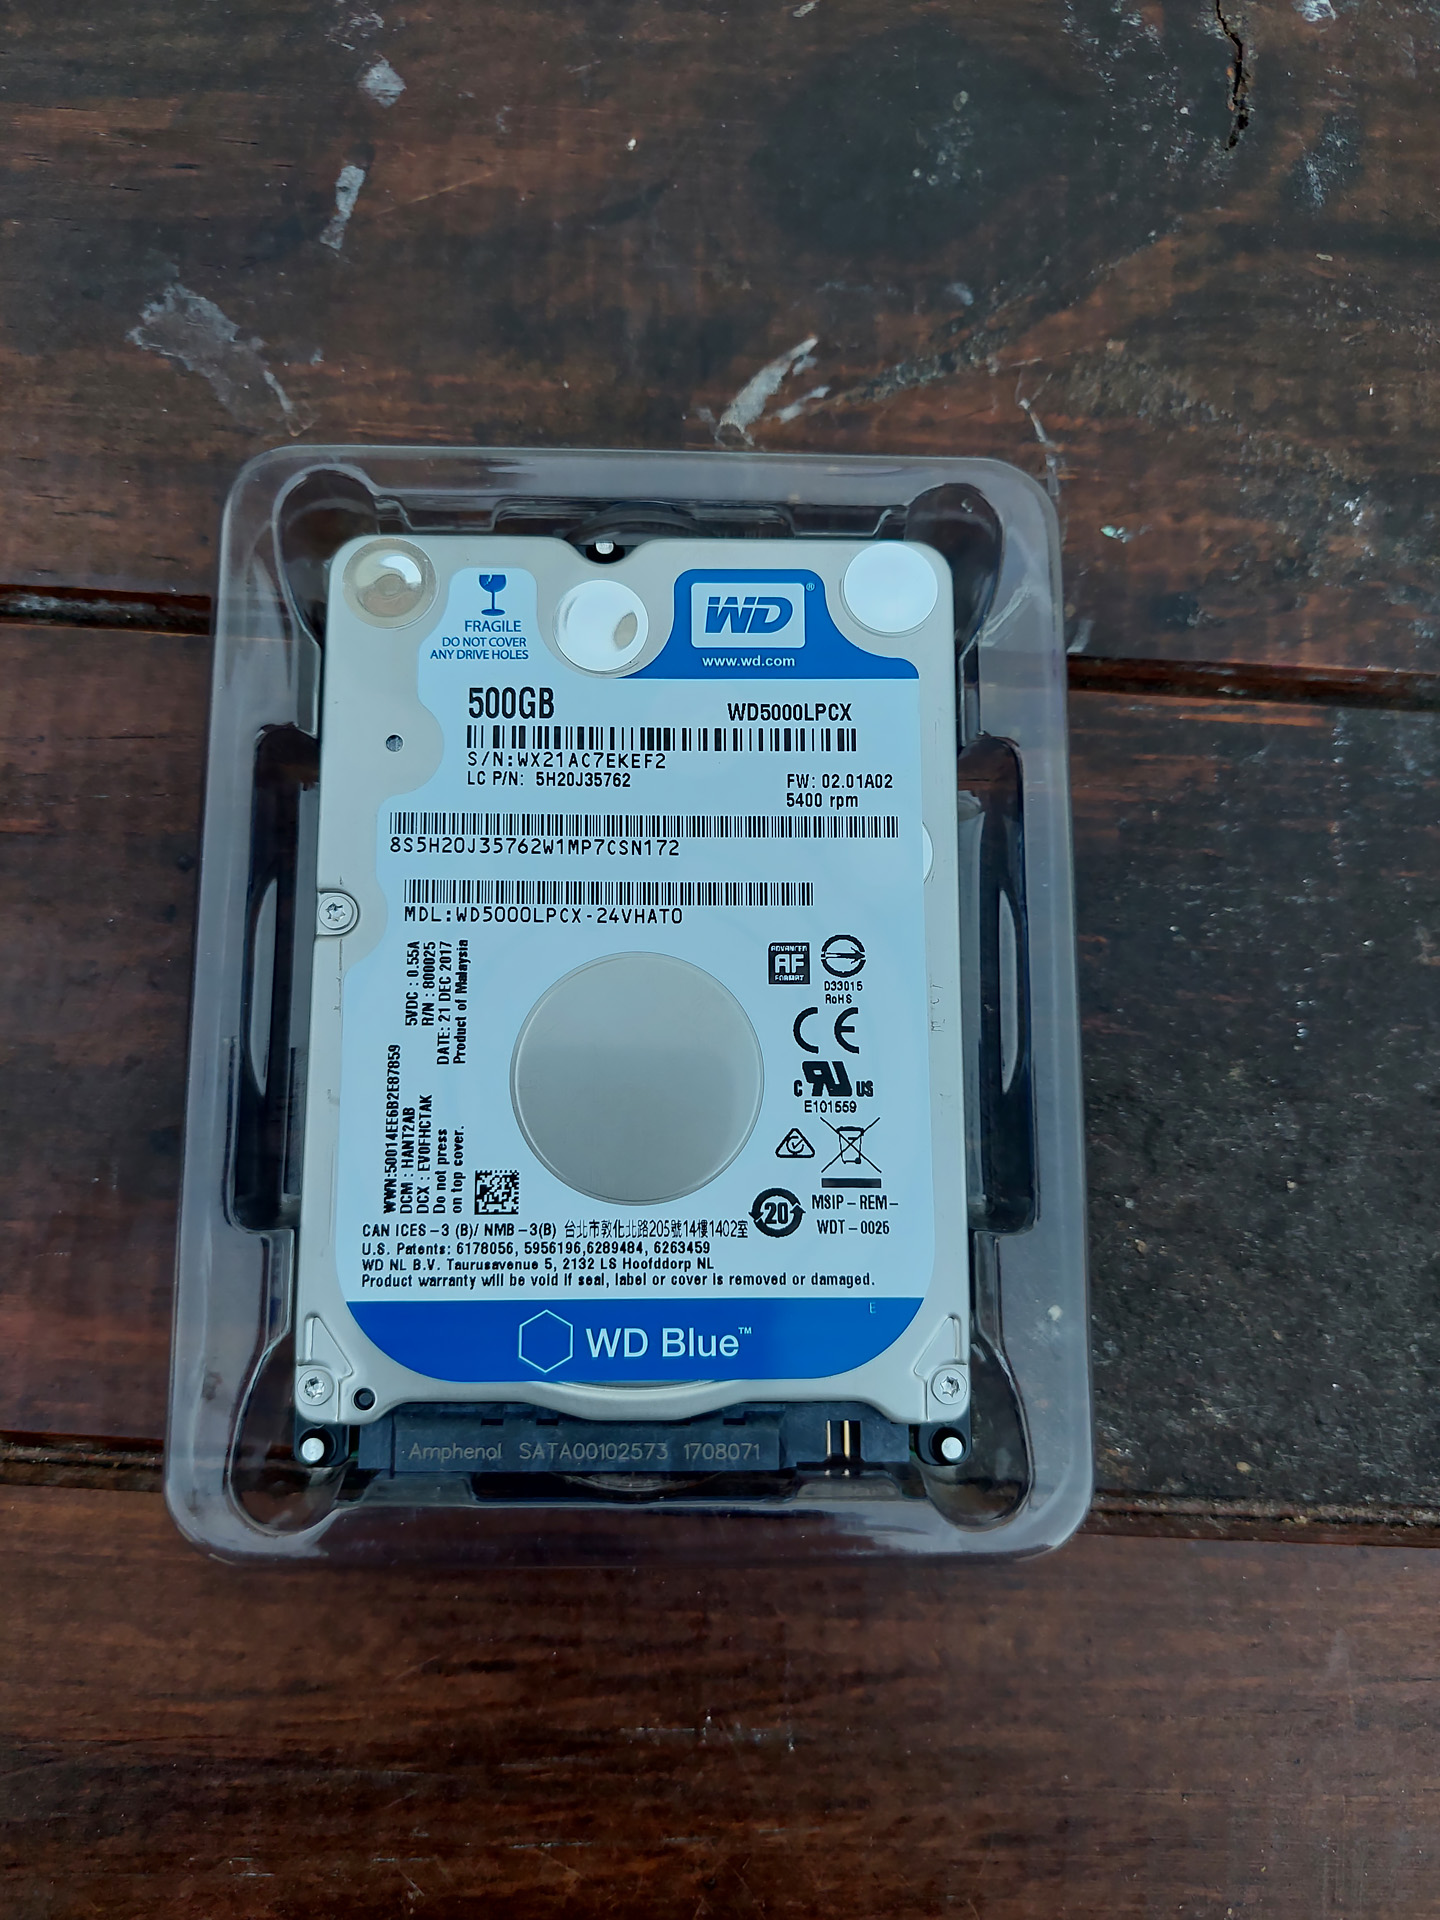 FRAGILE
DO NOT COVER
ANY DRIVE HOLES
WD®
www.wd.com
500GB
WD5000LPCX
S/N:WX21AC7EKEF2
LC P/N: 5H20J35762
FW: 02.01A02
5400 rpm
8S5H20J35762W1MP7CSN172
MDL:WD5000LPCX-24VHAT0
5VDC : 0.55A
R/N : 800025
DATE: 21 DEC 2017
Product of Malaysia
WWN:50014EE6B2E87859
DCM : HANT2AB
DCX : EV0FHCTAK
Do not press
on top cover.
ADVANCED
AF
FORMAT
D33015
RoHS
CE
C US
E101559
20
MSIP-REM-
WDT-0025
CAN ICES-3 (B)/ NMB-3(B) 台北市敦化北路205號14樓1402室
U.S. Patents: 6178056, 5956196,6289484, 6263459
WD NL B.V. Taurusavenue 5, 2132 LS Hoofddorp NL
Product warranty will be void if seal, label or cover is removed or damaged.
E
WD Blue™
Amphenol SATA00102573 1708071